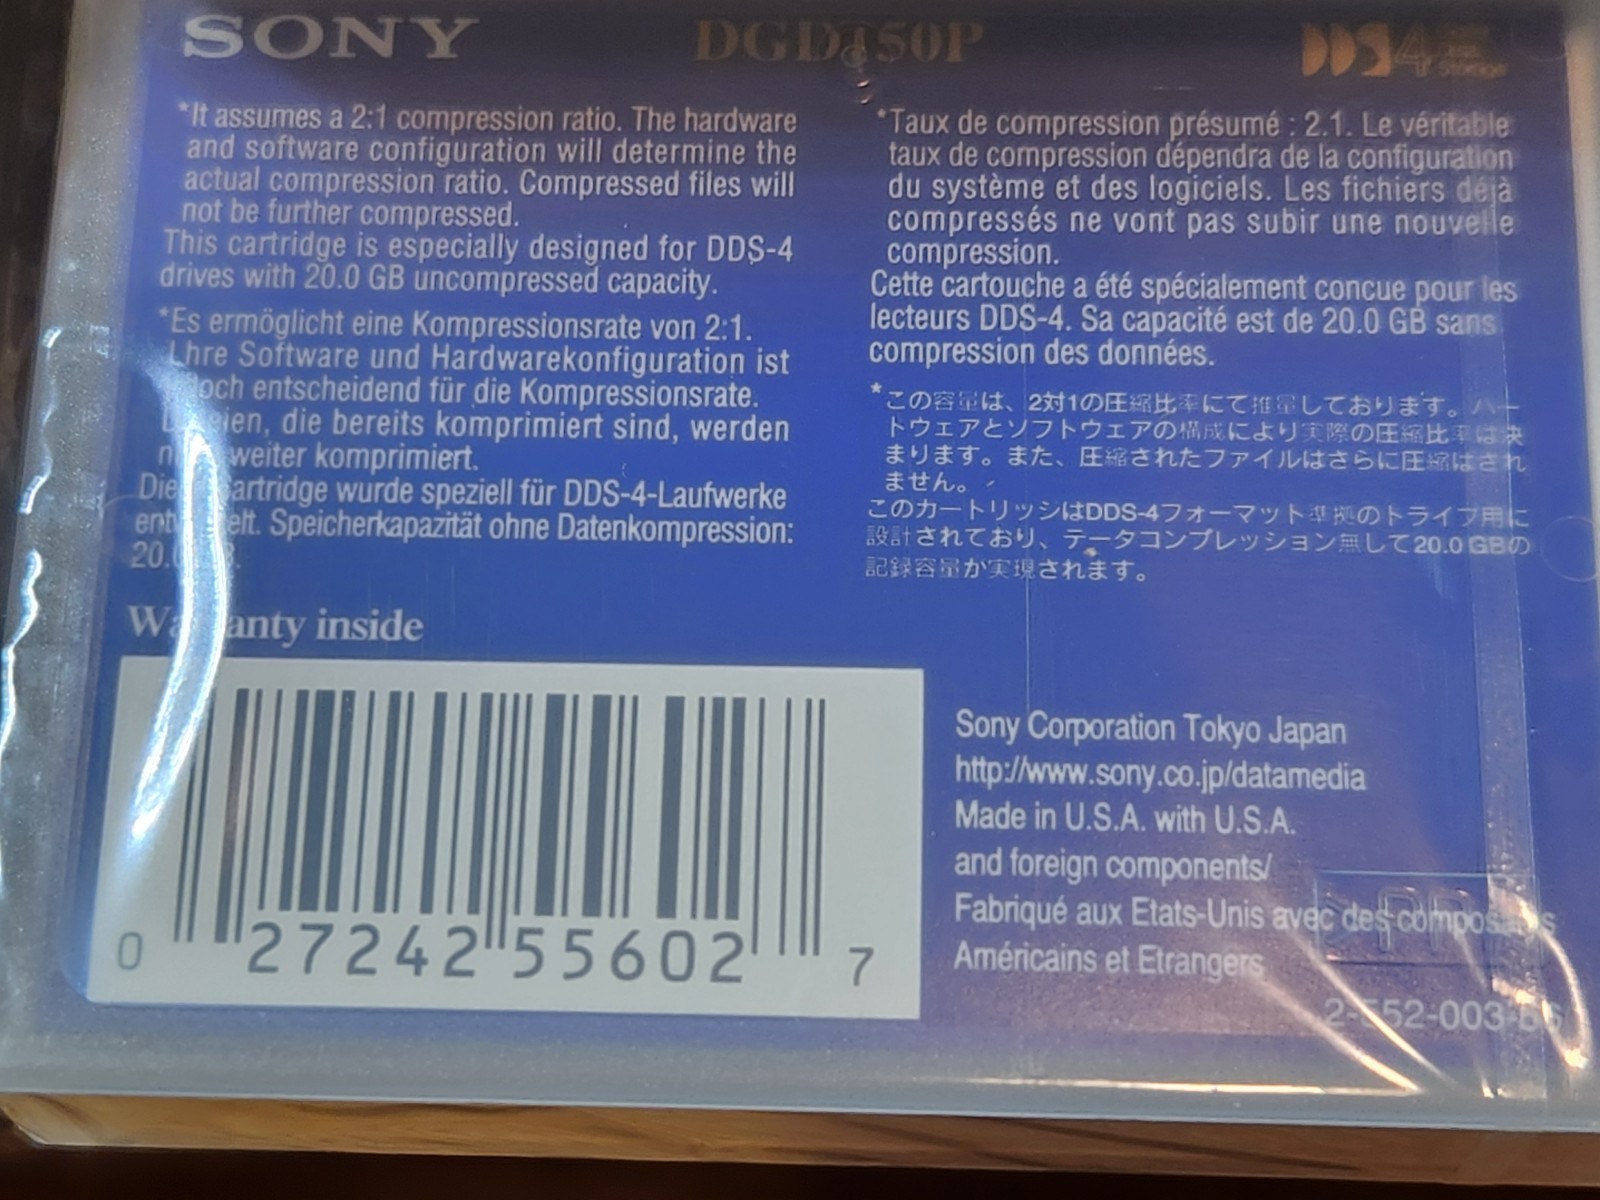 SONY
DGD150P
DDS4
*It assumes a 2:1 compression ratio. The hardware
and software configuration will determine the
actual compression ratio. Compressed files will
not be further compressed.
This cartridge is especially designed for DDS-4
drives with 20.0 GB uncompressed capacity.
*Es ermöglicht eine Kompressionsrate von 2:1.
Lhre Software und Hardwarekonfiguration ist
entscheidend für die Kompressionsrate.
die bereits komprimiert sind, werden
weiter komprimiert.
wurde speziell für DDS-4-Laufwerke
Speicherkapazität ohne Datenkompression:
Warranty inside
0 27242 55602 7
*Taux de compression présumé : 2.1. Le véritable
taux de compression dépendra de la configuration
du système et des logiciels. Les fichiers déjà
compressés ne vont pas subir une nouvelle
compression.
Cette cartouche a été spécialement concue pour les
lecteurs DDS-4. Sa capacité est de 20.0 GB sans
compression des données.
*この容量は、2対1の圧縮比率にて推量しております。ハー
トウェアとソフトウェアの構成により実際の圧縮比率は決
まります。また、圧縮されたファイルはさらに圧縮はされ
ません。
このカートリッジはDDS-4フォーマット準拠のトライブ用に
設計されており、データコンプレッション無して20.0 GBの
記録容量か実現されます。
Sony Corporation Tokyo Japan
http://www.sony.co.jp/datamedia
Made in U.S.A. with U.S.A.
and foreign components/
Fabriqué aux Etats-Unis avec des composants
Américains et Etrangers